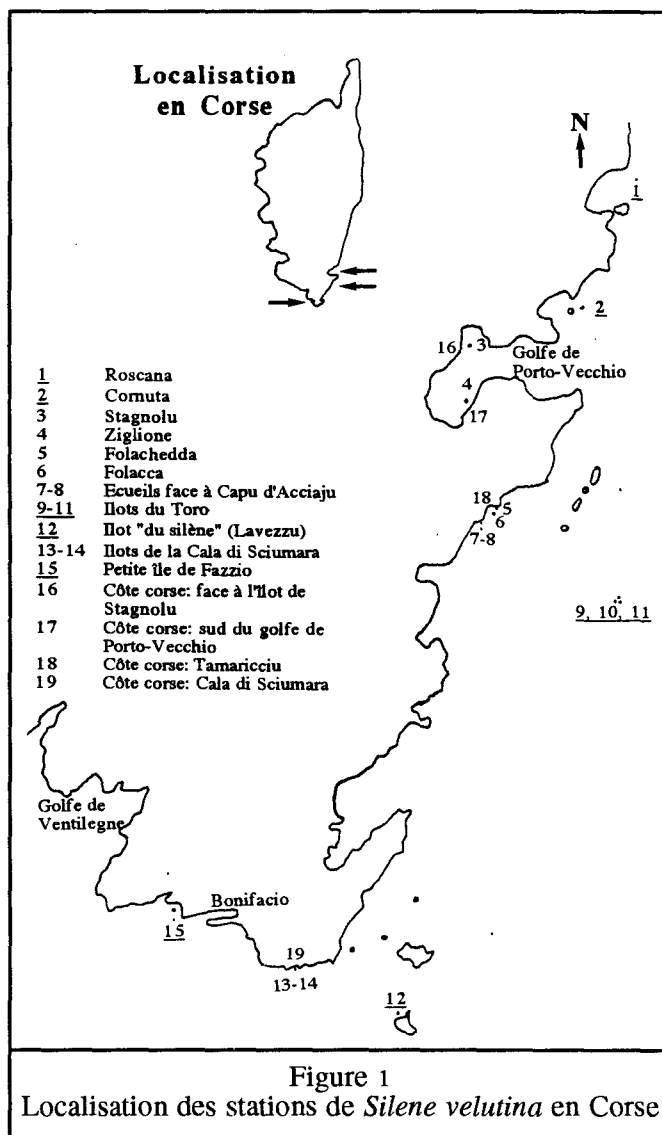 Localisation
en Corse
N
1
2
16 3
Golfe de
Porto-Vecchio
4
17
1 Roscana
2 Cornuta
3 Stagnolu
4 Ziglione
5 Folachedda
6 Folacca
7-8 Ecueils face à Capu d'Acciaju
9-11 Ilots du Toro
12 Ilot "du silène" (Lavezzu)
13-14 Ilots de la Cala di Sciumara
15 Petite île de Fazzio
16 Côte corse: face à l'îlot de
Stagnolu
17 Côte corse: sud du golfe de
Porto-Vecchio
18 Côte corse: Tamaricciu
19 Côte corse: Cala di Sciumara
18 5
6
7-8
9, 10, 11
Golfe de
Ventilegne
Bonifacio
15
19
13-14
12
Figure 1
Localisation des stations de Silene velutina en Corse